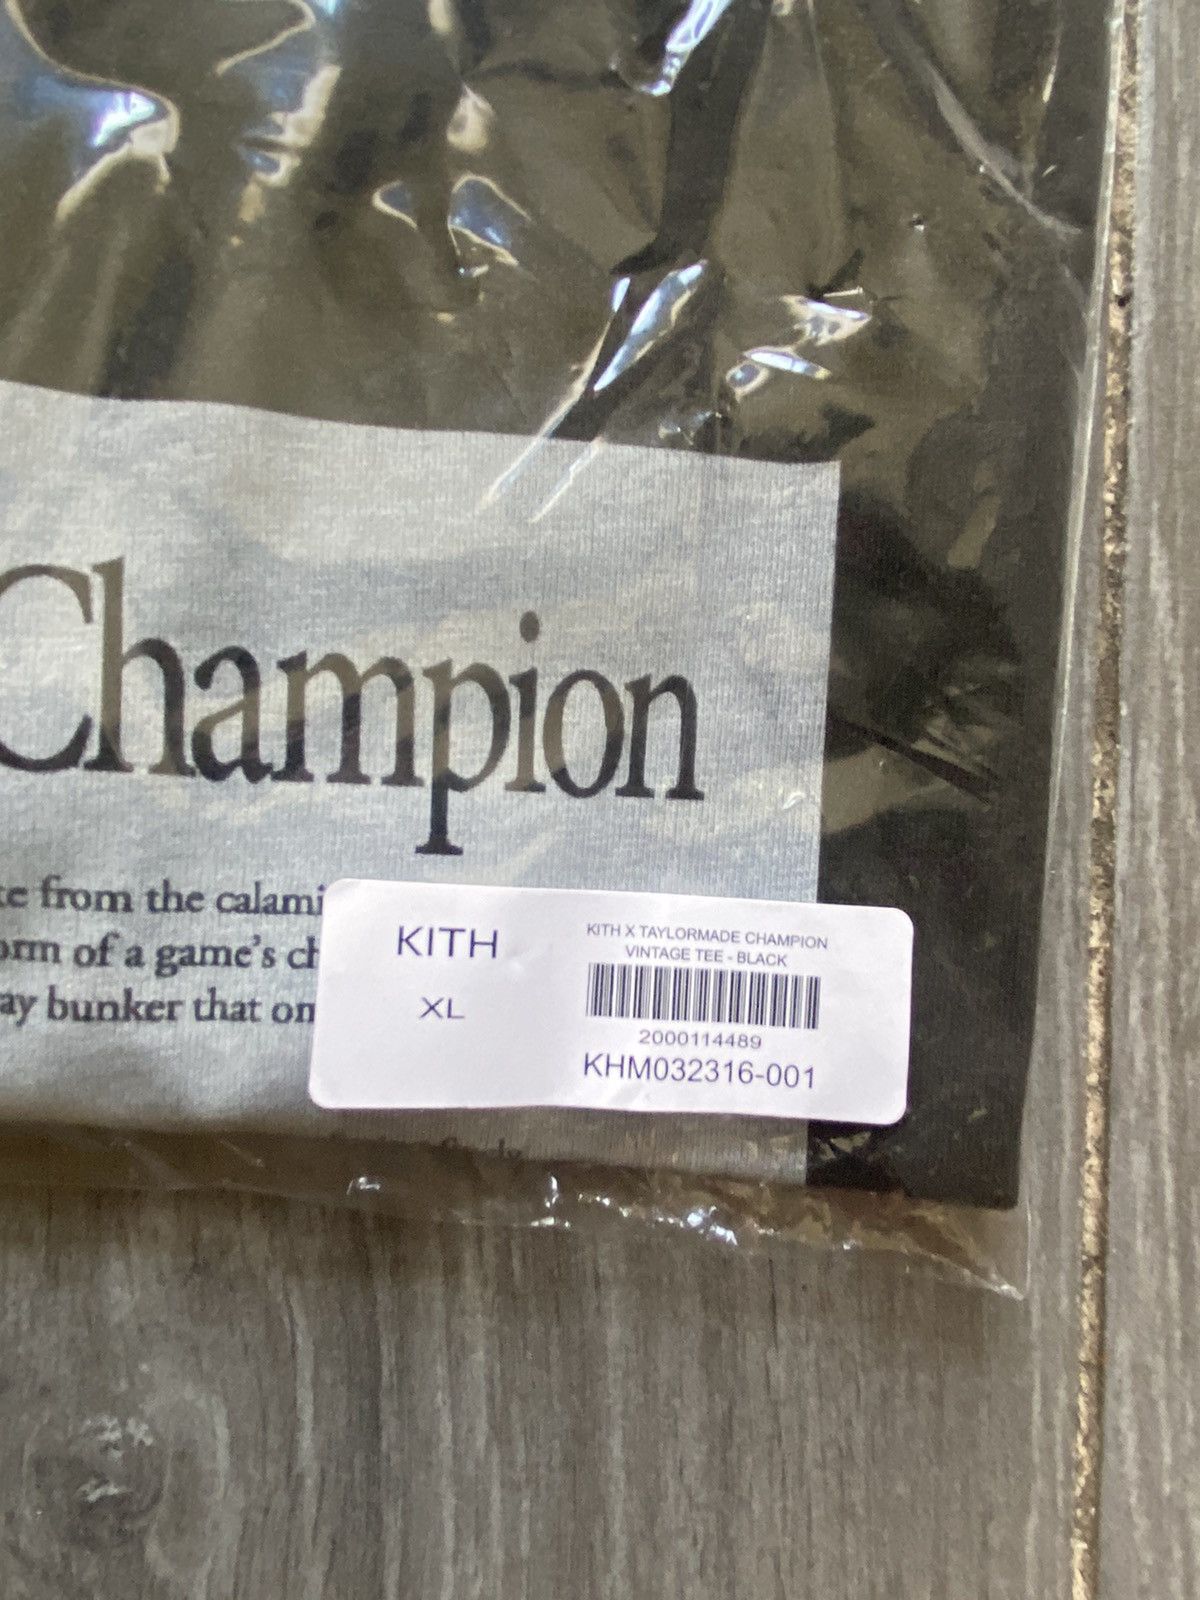 Champion
from the calami
orm of a game's ch
ay bunker that on
KITH
XL
KITH X TAYLORMADE CHAMPION
VINTAGE TEE - BLACK
2000114489
KHM032316-001